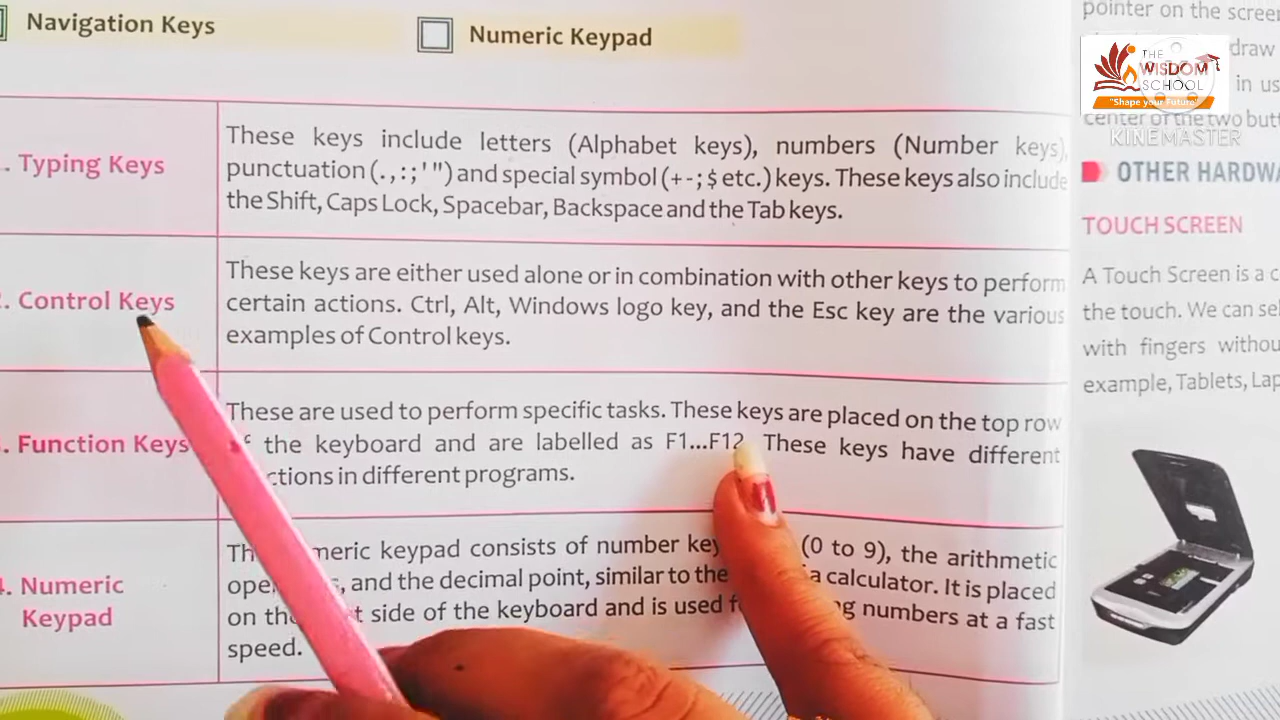 Navigation Keys
Numeric Keypad
. Typing Keys
These keys include letters (Alphabet keys), numbers (Number keys),
punctuation (. , : ; ' ") and special symbol (+ - ; $ etc.) keys. These keys also include
the Shift, Caps Lock, Spacebar, Backspace and the Tab keys.
. Control Keys
These keys are either used alone or in combination with other keys to perform
certain actions. Ctrl, Alt, Windows logo key, and the Esc key are the various
examples of Control keys.
. Function Keys
These are used to perform specific tasks. These keys are placed on the top row
the keyboard and are labelled as F1...F12. These keys have different
ctions in different programs.
4. Numeric
Keypad
meric keypad consists of number key (0 to 9), the arithmetic
ope , and the decimal point, similar to the a calculator. It is placed
on the side of the keyboard and is used numbers at a fast
speed.
pointer on the screen
draw
in us
center of the two butt
THE
WISDOM
SCHOOL
"Shape your Future"
KINEMASTER
OTHER HARDWA
TOUCH SCREEN
A Touch Screen is a c
the touch. We can se
with fingers withou
example, Tablets, Lap